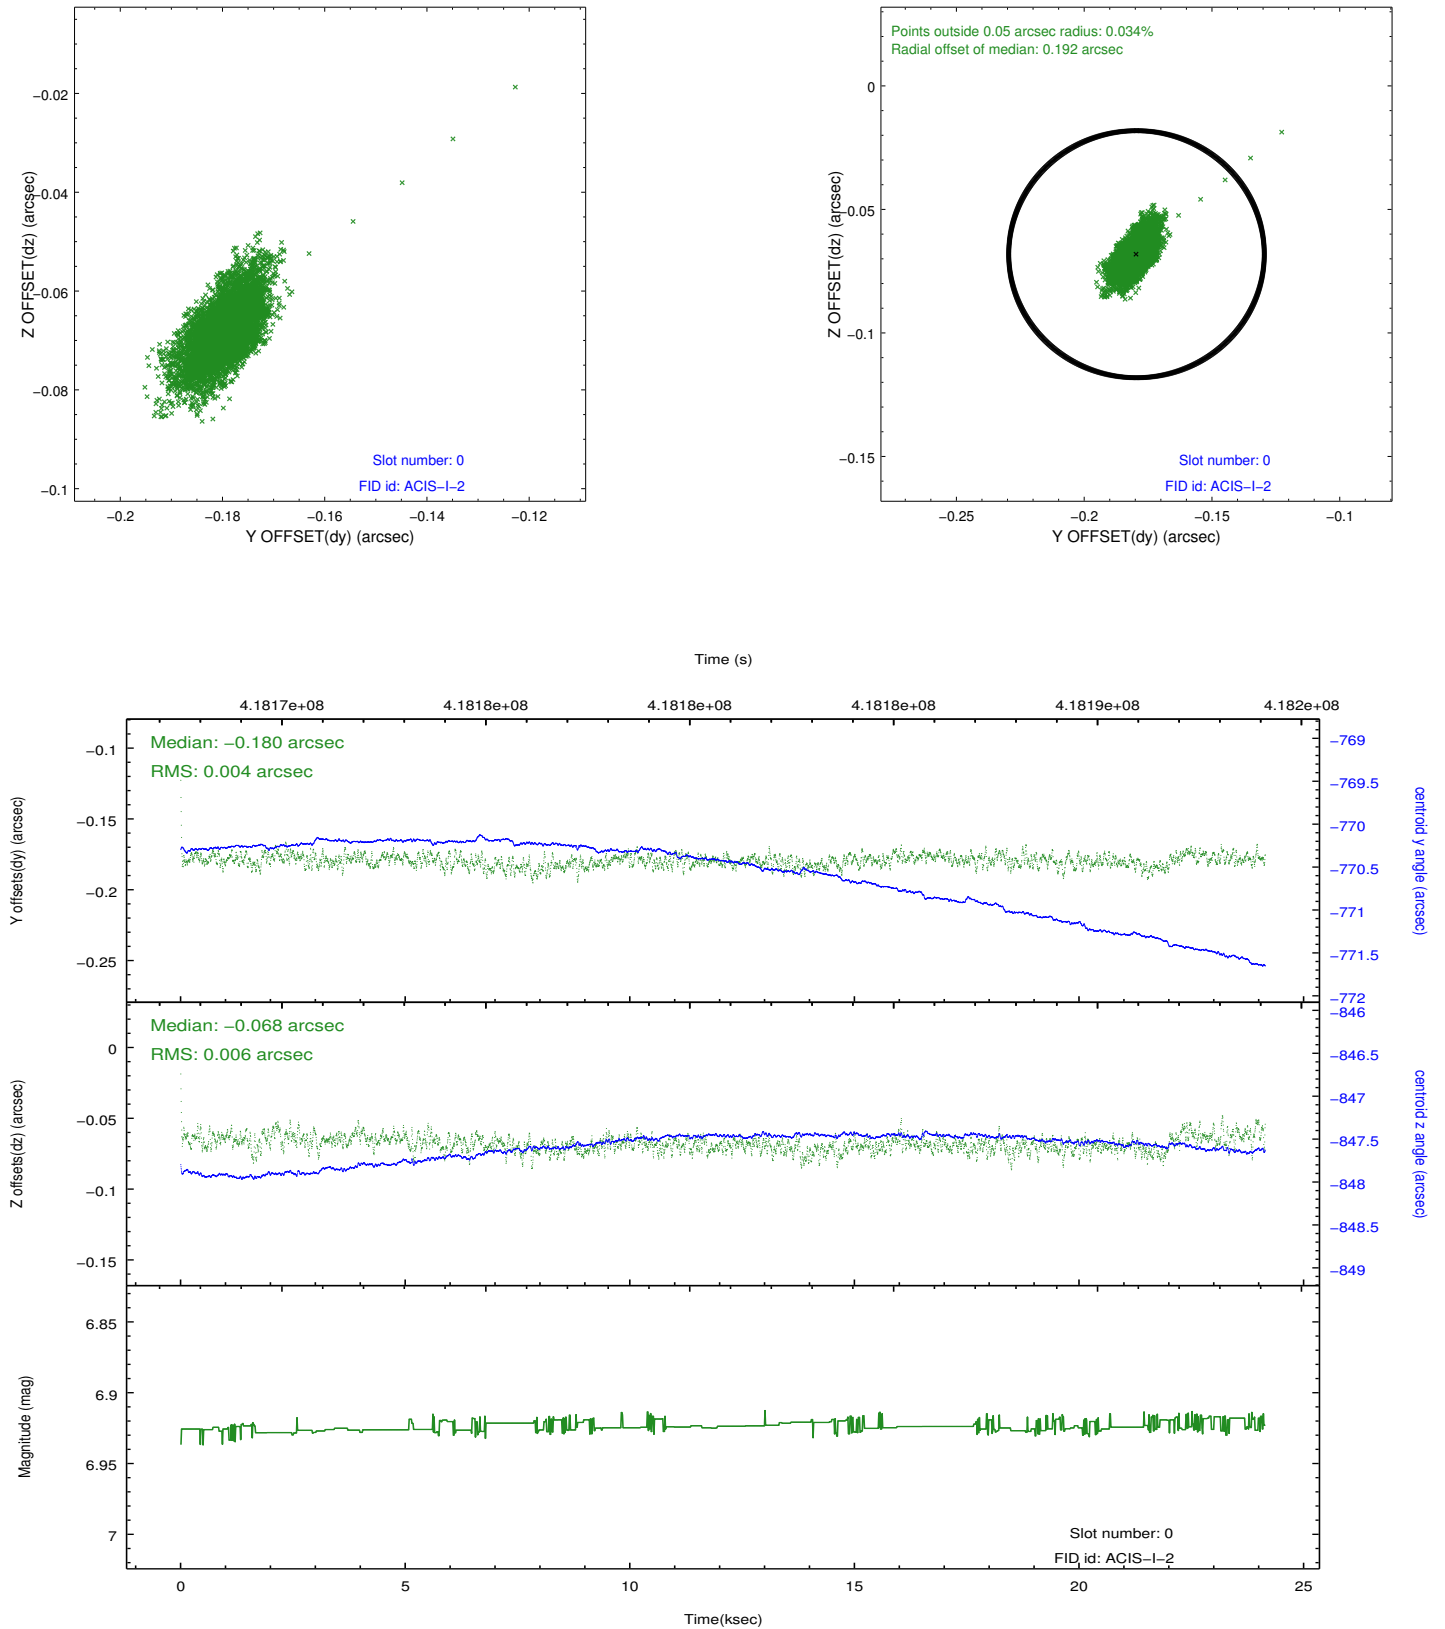 −0.02
−0.04
−0.06
−0.08
−0.1
Z OFFSET(dz) (arcsec)
Slot number: 0
FID id: ACIS−I−2
−0.2
−0.18
−0.16
−0.14
−0.12
Y OFFSET(dy) (arcsec)
Points outside 0.05 arcsec radius: 0.034%
Radial offset of median: 0.192 arcsec
0
−0.05
−0.1
−0.15
Z OFFSET(dz) (arcsec)
Slot number: 0
FID id: ACIS−I−2
−0.25
−0.2
−0.15
−0.1
Y OFFSET(dy) (arcsec)
Time (s)
4.1817e+08
4.1818e+08
4.1818e+08
4.1818e+08
4.1819e+08
4.182e+08
Median: −0.180 arcsec
RMS: 0.004 arcsec
−0.1
−0.15
−0.2
−0.25
Y offsets(dy) (arcsec)
−769
−769.5
−770
−770.5
−771
−771.5
−772
centroid y angle (arcsec)
Median: −0.068 arcsec
RMS: 0.006 arcsec
0
−0.05
−0.1
−0.15
Z offsets(dz) (arcsec)
−846
−846.5
−847
−847.5
−848
−848.5
−849
centroid z angle (arcsec)
6.85
6.9
6.95
7
Magnitude (mag)
Slot number: 0
FID id: ACIS−I−2
0
5
10
15
20
25
Time(ksec)